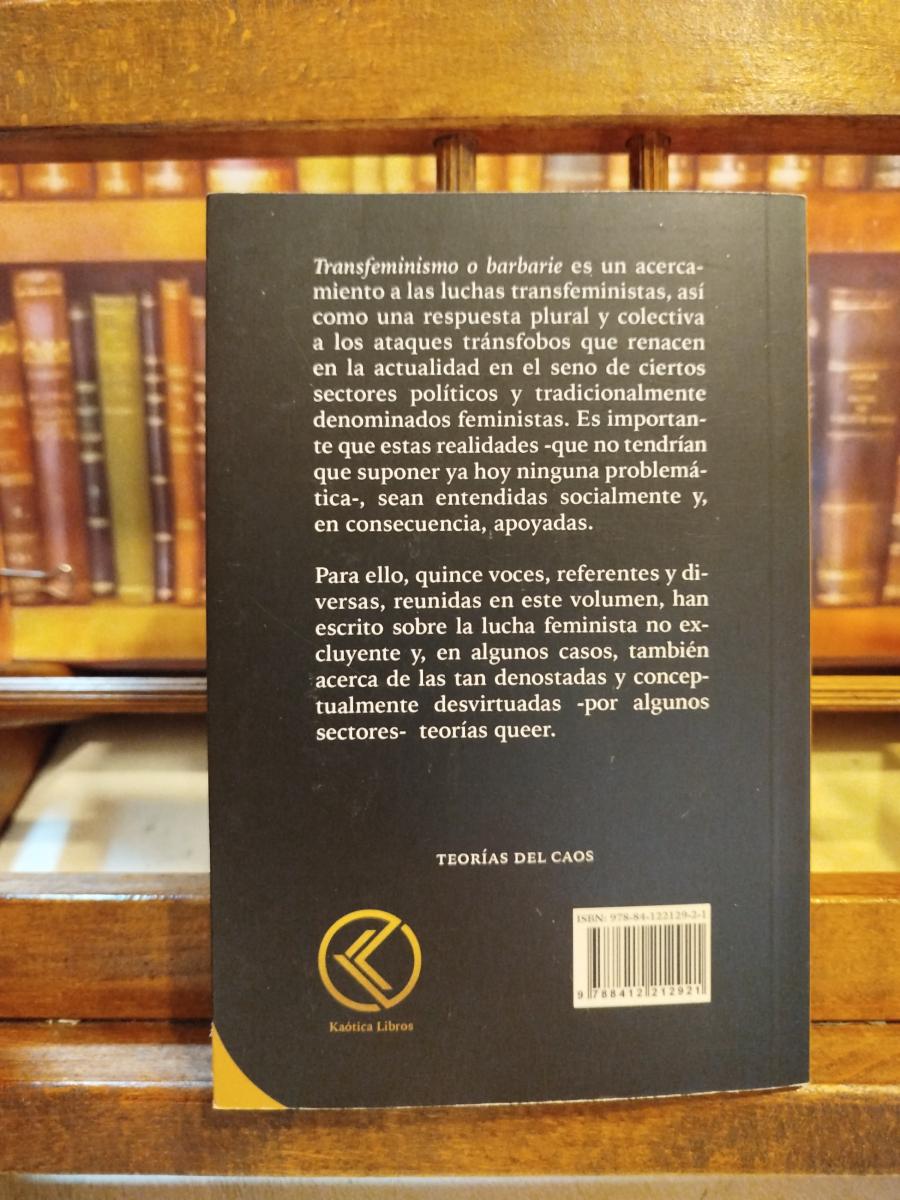 Transfeminismo o barbarie es un acerca-
miento a las luchas transfeministas, así
como una respuesta plural y colectiva
a los ataques tránsfobos que renacen
en la actualidad en el seno de ciertos
sectores políticos y tradicionalmente
denominados feministas. Es importan-
te que estas realidades -que no tendrían
que suponer ya hoy ninguna problemá-
tica-, sean entendidas socialmente y,
en consecuencia, apoyadas.
Para ello, quince voces, referentes y di-
versas, reunidas en este volumen, han
escrito sobre la lucha feminista no ex-
cluyente y, en algunos casos, también
acerca de las tan denostadas y concep-
tualmente desvirtuadas -por algunos
sectores- teorías queer.
TEORÍAS DEL CAOS
Kaótica Libros
ISBN: 978-84-122129-2-1
9 788412 212921